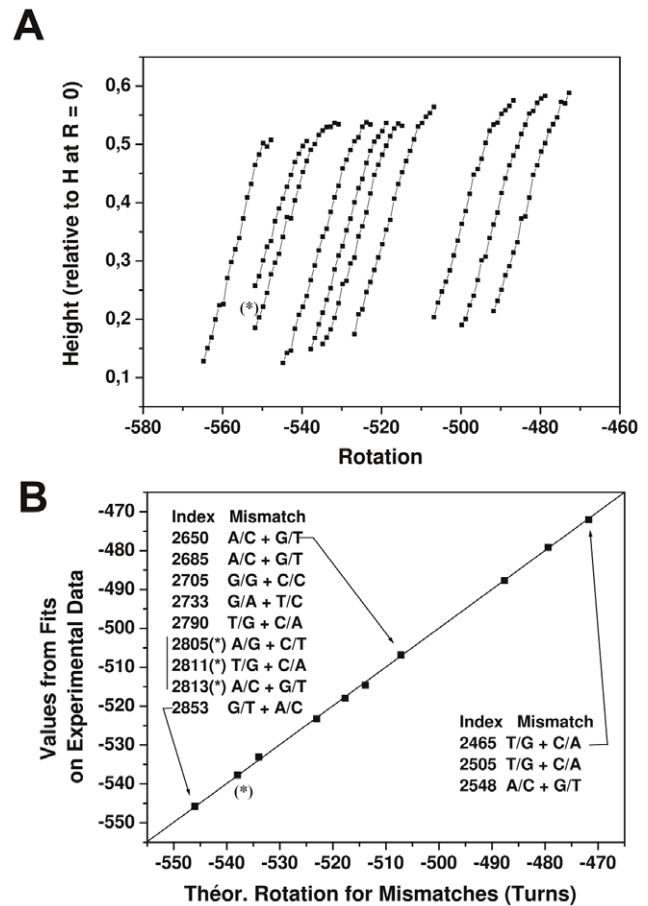 A
Height (relative to H at R = 0)
0,6
0,5
0,4
0,3
0,2
0,1
(*)
-580
-560
-540
-520
-500
-480
-460
Rotation
B
Values from Fits
on Experimental Data
-470
-480
-490
-500
-510
-520
-530
-540
-550
Index Mismatch
2650 A/C + G/T
2685 A/C + G/T
2705 G/G + C/C
2733 G/A + T/C
2790 T/G + C/A
2805(*) A/G + C/T
2811(*) T/G + C/A
2813(*) A/C + G/T
2853 G/T + A/C
(*)
Index Mismatch
2465 T/G + C/A
2505 T/G + C/A
2548 A/C + G/T
-550
-540
-530
-520
-510
-500
-490
-480
-470
Théor. Rotation for Mismatches (Turns)